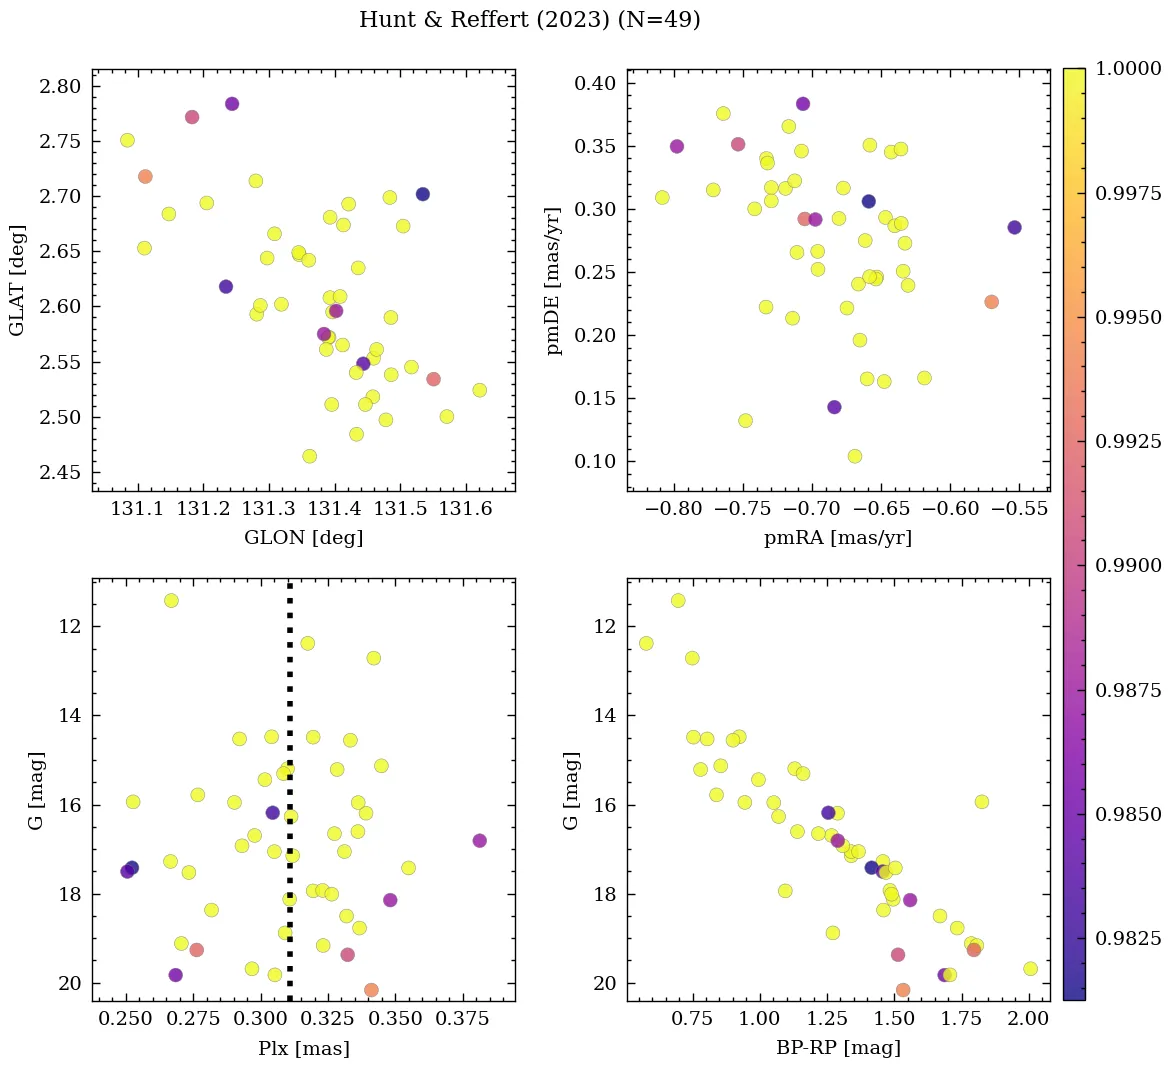 Hunt & Reffert (2023) (N=49)
2.80
2.75
2.70
2.65
2.60
2.55
2.50
2.45
GLAT [deg]
131.1 131.2 131.3 131.4 131.5 131.6
GLON [deg]
0.40
0.35
0.30
0.25
0.20
0.15
0.10
pmDE [mas/yr]
−0.80 −0.75 −0.70 −0.65 −0.60 −0.55
pmRA [mas/yr]
12
14
16
18
20
G [mag]
0.250 0.275 0.300 0.325 0.350 0.375
Plx [mas]
12
14
16
18
20
G [mag]
0.75 1.00 1.25 1.50 1.75 2.00
BP-RP [mag]
1.0000
0.9975
0.9950
0.9925
0.9900
0.9875
0.9850
0.9825